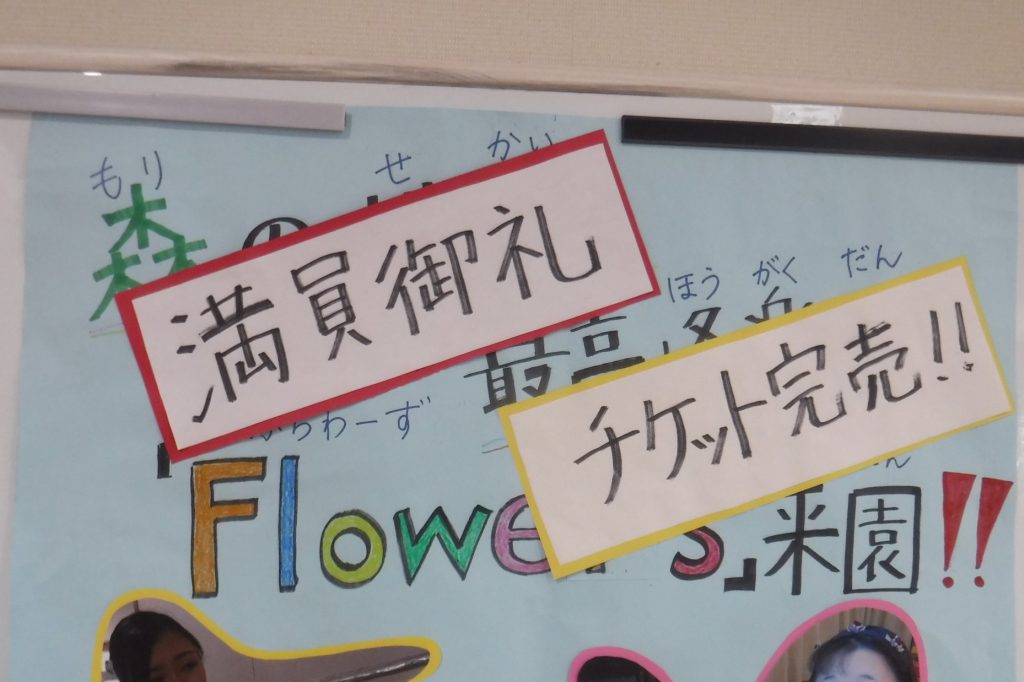 もり せ かい
森の
満員御礼
ほう がく だん
最高
チケット完売!!
らわーず
「Flowers」来園!!